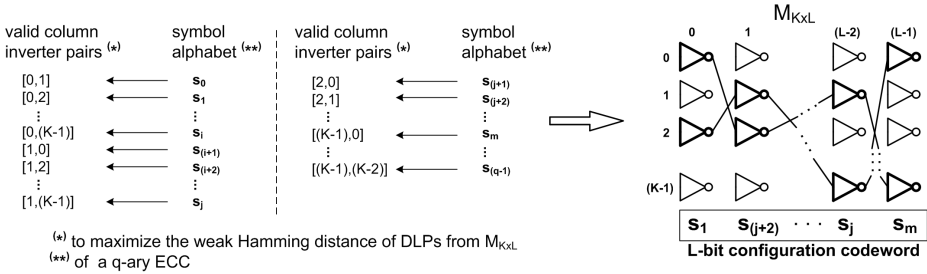 valid column inverter pairs (*)
symbol alphabet (**)
[0,1] s0
[0,2] s1
⋮ ⋮
[0,(K-1)] si
[1,0] s(i+1)
[1,2] s(i+2)
⋮ ⋮
[1,(K-1)] sj
valid column inverter pairs (*)
symbol alphabet (**)
[2,0] s(j+1)
[2,1] s(j+2)
⋮ ⋮
[(K-1),0] sm
⋮ ⋮
[(K-1),(K-2)] s(q-1)
(*) to maximize the weak Hamming distance of DLPs from MKxL
(**) of a q-ary ECC
MKxL
0 1 (L-2) (L-1)
0
1
2
(K-1)
s1 s(j+2) · · · sj sm
L-bit configuration codeword